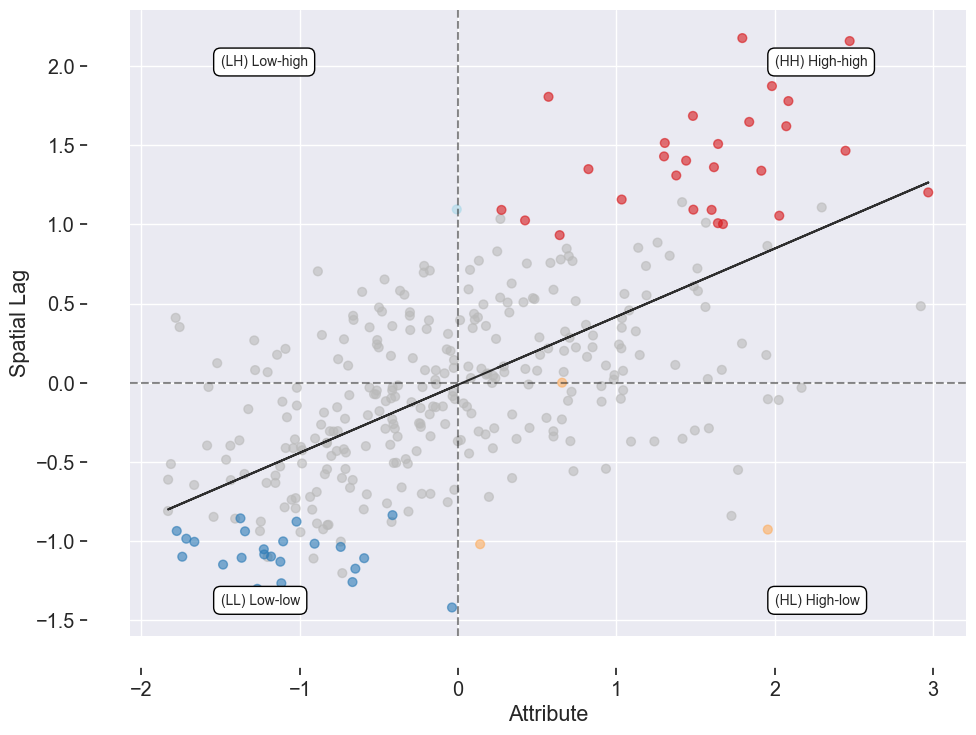 (LH) Low-high
(HH) High-high
2.0
1.5
1.0
0.5
0.0
−0.5
−1.0
−1.5
Spatial Lag
(LL) Low-low
(HL) High-low
−2
−1
0
1
2
3
Attribute